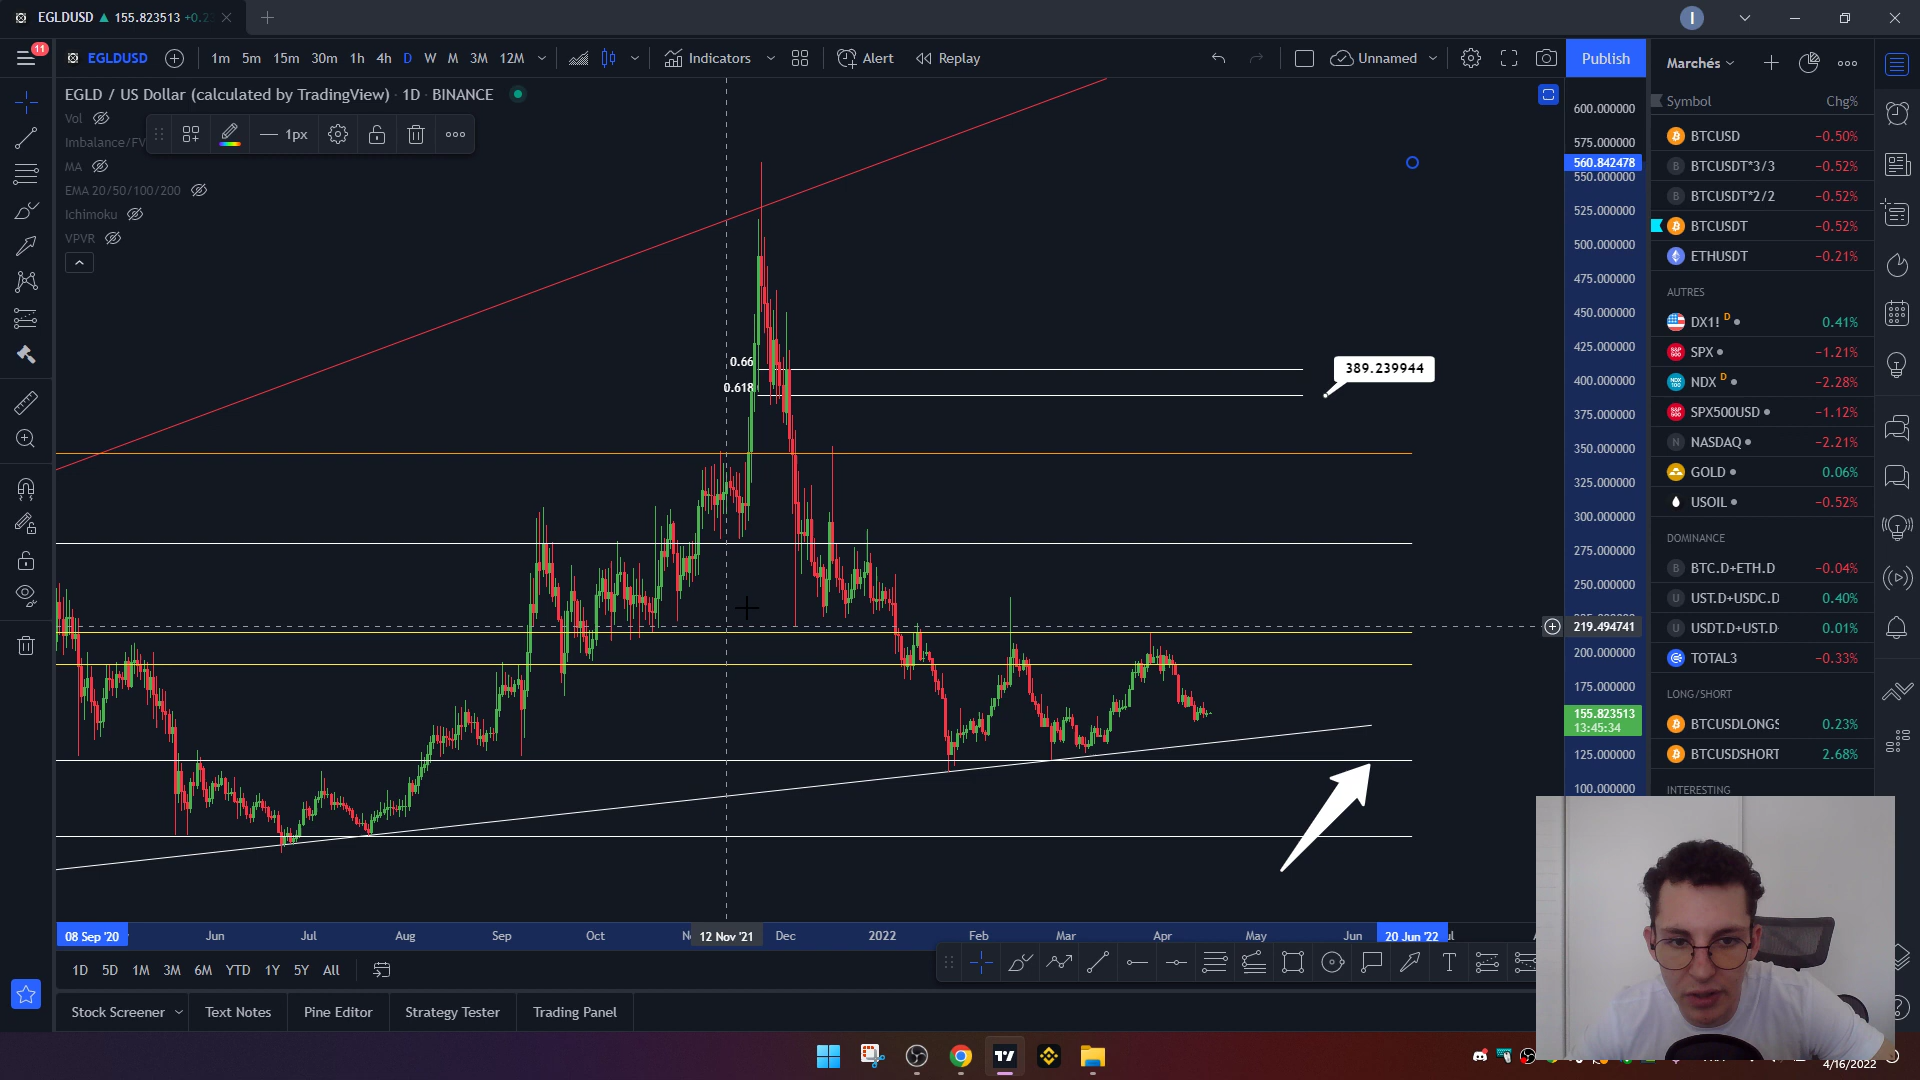 EGLDUSD ▲ 155.823513 +0.2
I
11
EGLDUSD
1m 5m 15m 30m 1h 4h D W M 3M 12M
Indicators
Alert
Replay
Unnamed
Publish
EGLD / US Dollar (calculated by TradingView) · 1D · BINANCE
Vol
Imbalance/FV
MA
EMA 20/50/100/200
Ichimoku
VPVR
1px
0.66
0.618
389.239944
600.000000
575.000000
560.842478
550.000000
525.000000
500.000000
475.000000
450.000000
425.000000
400.000000
375.000000
350.000000
325.000000
300.000000
275.000000
250.000000
219.494741
200.000000
175.000000
155.823513
13:45:34
125.000000
100.000000
08 Sep '20 Jun Jul Aug Sep Oct 12 Nov '21 Dec 2022 Feb Mar Apr May Jun 20 Jun '22
1D 5D 1M 3M 6M YTD 1Y 5Y All
Stock Screener Text Notes Pine Editor Strategy Tester Trading Panel
Marchés
Symbol Chg%
BTCUSD −0.50%
BTCUSDT*3/3 −0.52%
BTCUSDT*2/2 −0.52%
BTCUSDT −0.52%
ETHUSDT −0.21%
AUTRES
DX1! D 0.41%
SPX −1.21%
NDX D −2.28%
SPX500USD −1.12%
NASDAQ −2.21%
GOLD 0.06%
USOIL −0.52%
DOMINANCE
BTC.D+ETH.D −0.04%
UST.D+USDC.D 0.40%
USDT.D+UST.D 0.01%
TOTAL3 −0.33%
LONG/SHORT
BTCUSDLONGS 0.23%
BTCUSDSHORT 2.68%
INTERESTING
4/16/2022